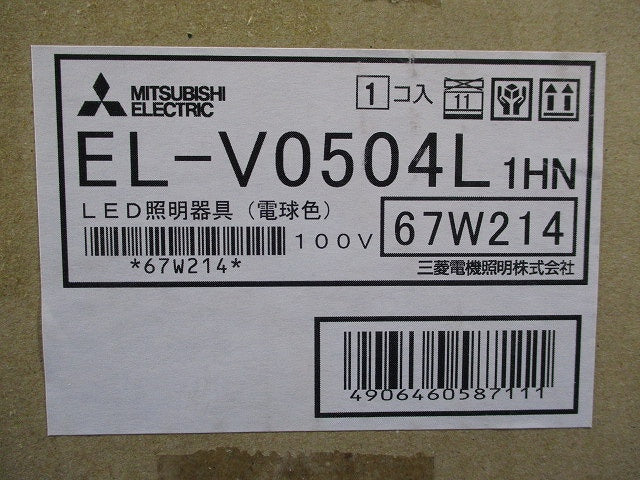 MITSUBISHI
ELECTRIC
1 コ入
11
EL-V0504L 1HN
LED照明器具 (電球色)
100V
67W214
*67W214*
三菱電機照明株式会社
4906460587111